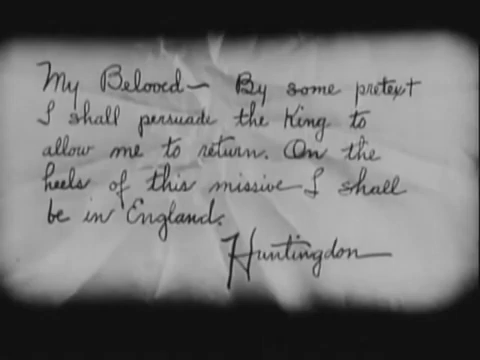 My Beloved— By some pretext
I shall persuade the King to
allow me to return. On the
heels of this missive I shall
be in England.
Huntingdon